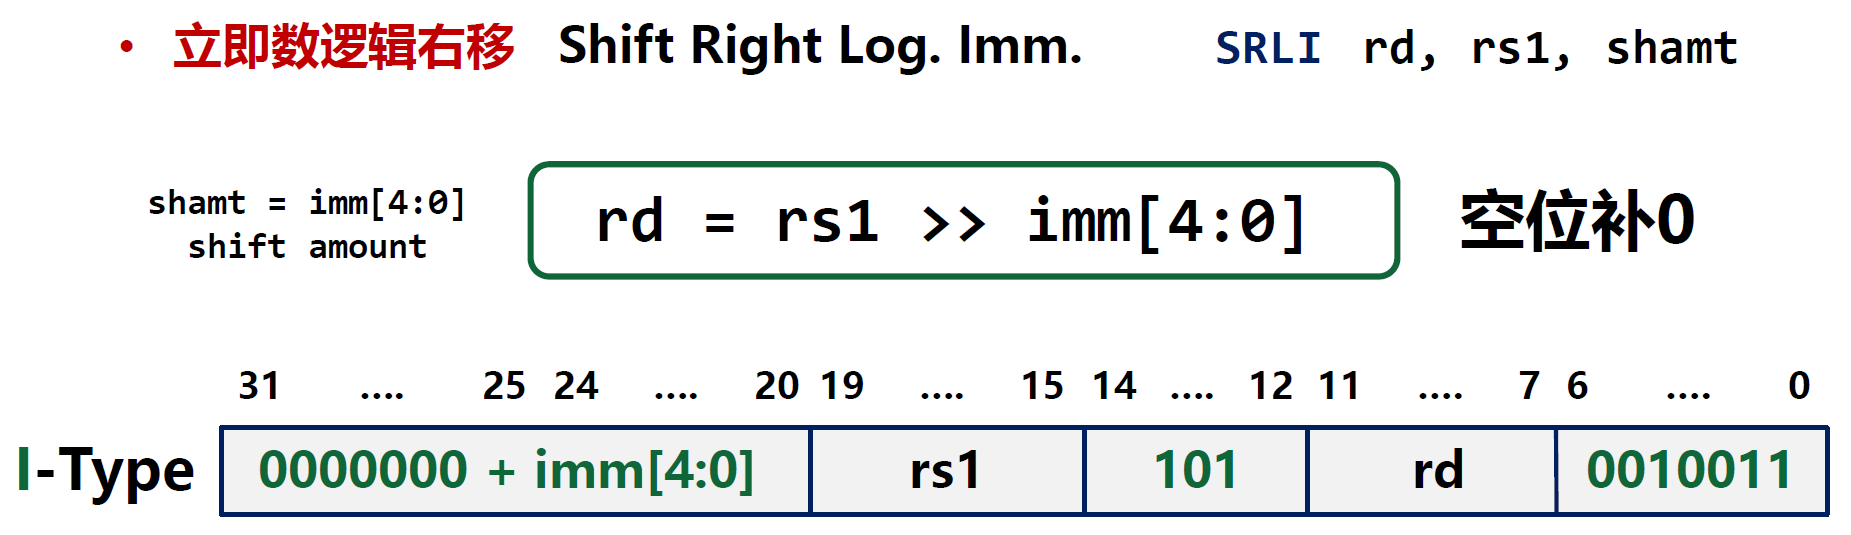 • 立即数逻辑右移 Shift Right Log. Imm. SRLI rd, rs1, shamt
shamt = imm[4:0]
shift amount
rd = rs1 >> imm[4:0]
空位补0
31 .... 25 24 .... 20 19 .... 15 14 .... 12 11 .... 7 6 .... 0
I-Type 0000000 + imm[4:0] rs1 101 rd 0010011